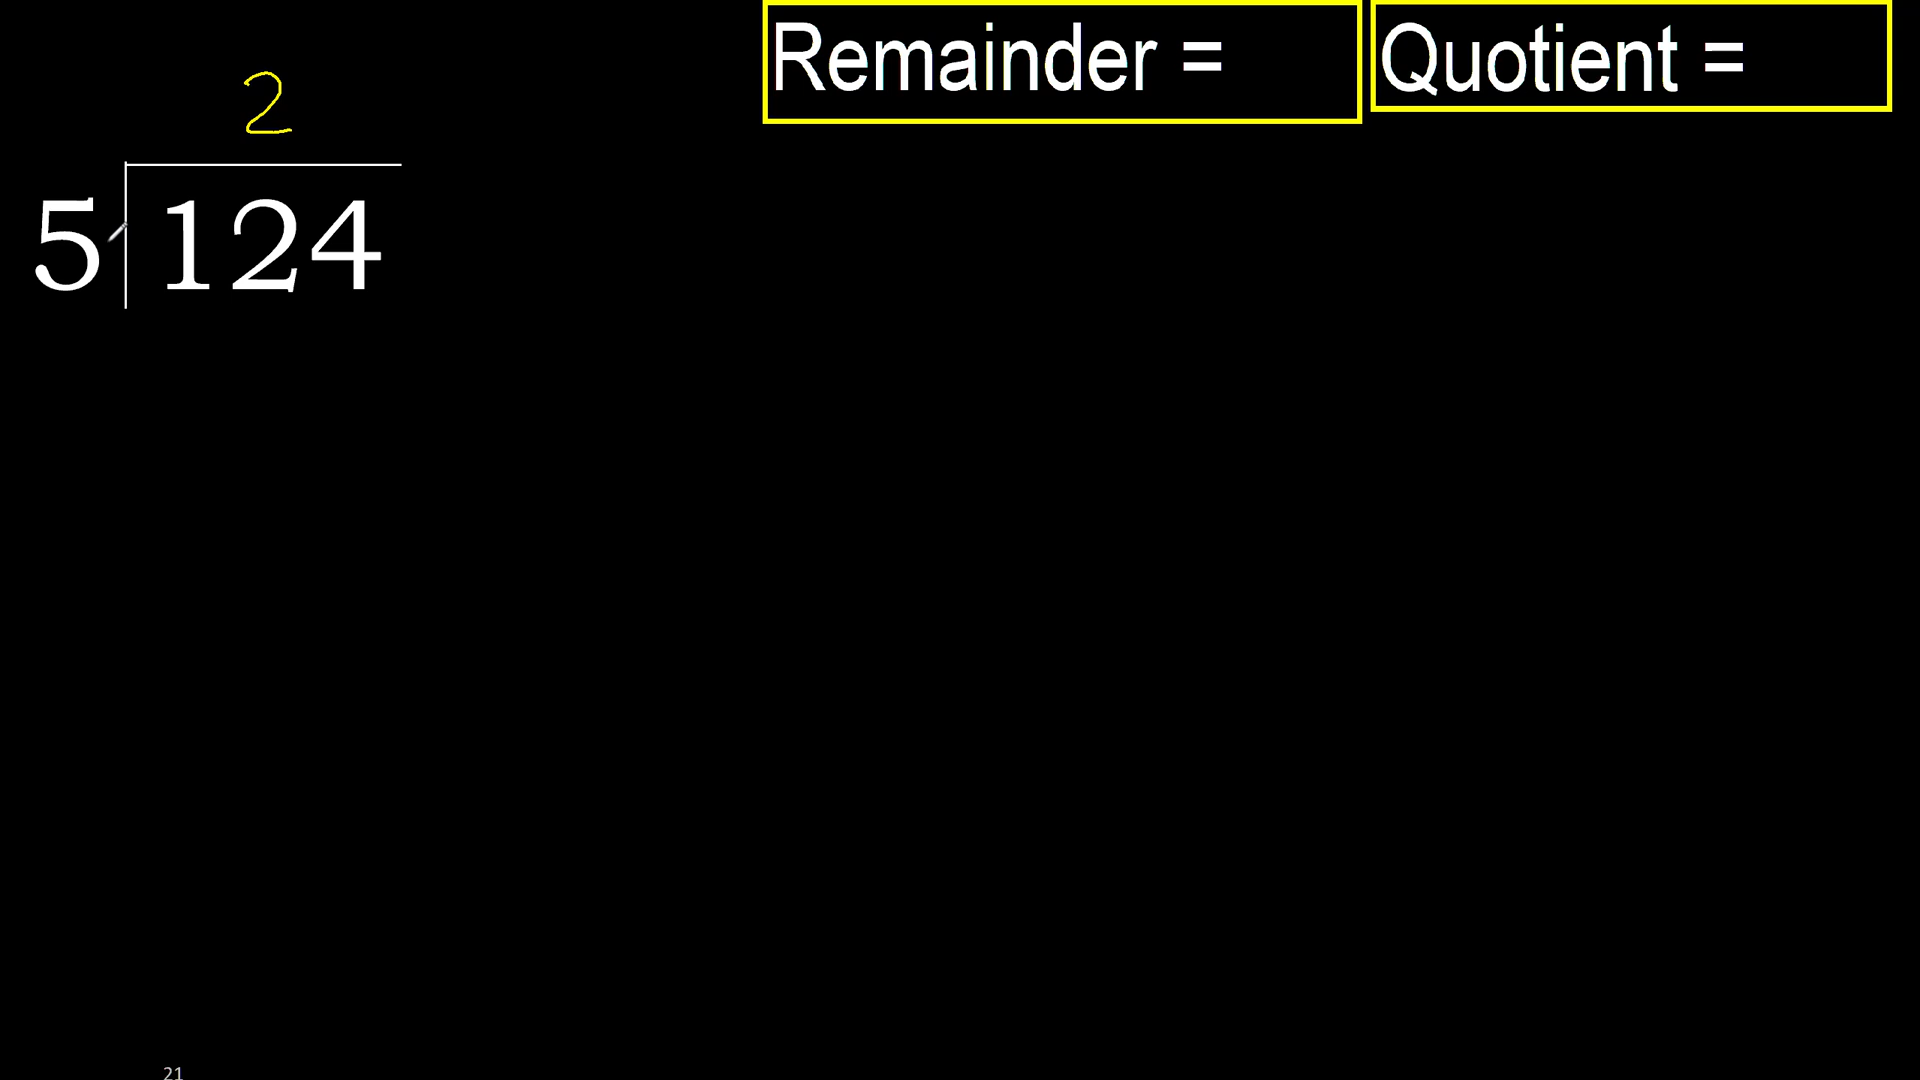 Remainder = Quotient =
2
5 124
21